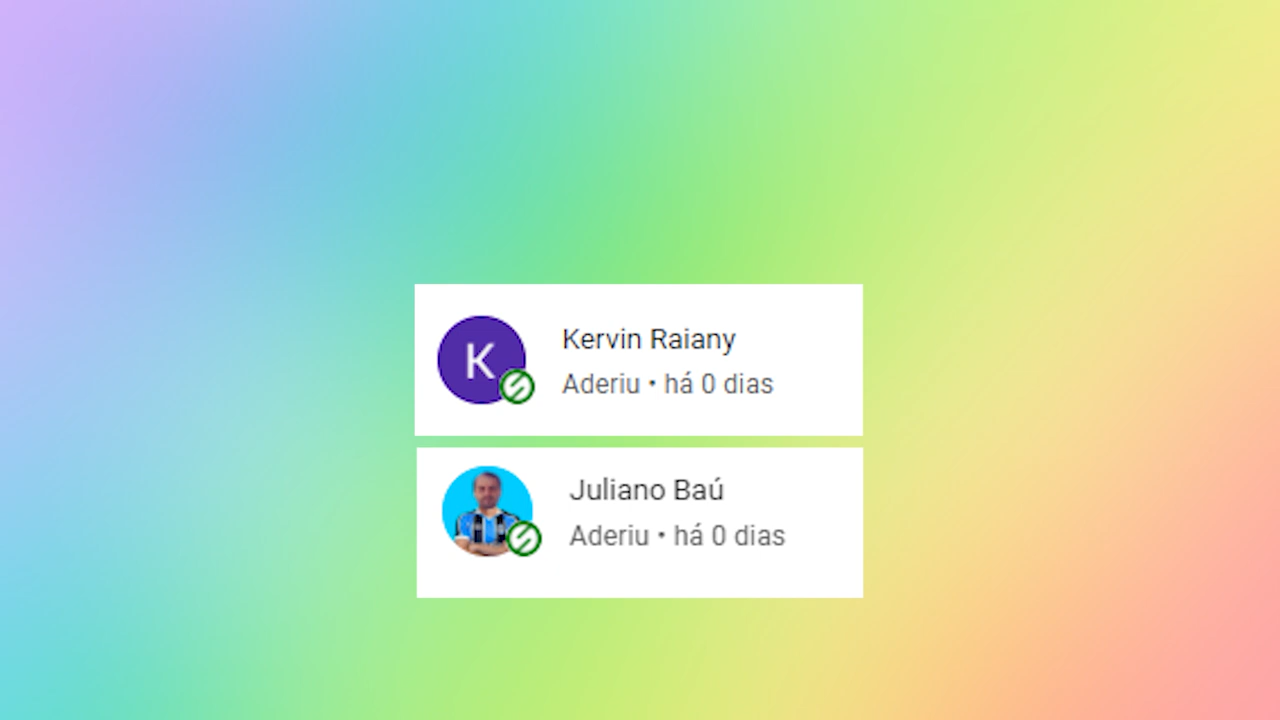 K
Kervin Raiany
Aderiu • há 0 dias
Juliano Baú
Aderiu • há 0 dias